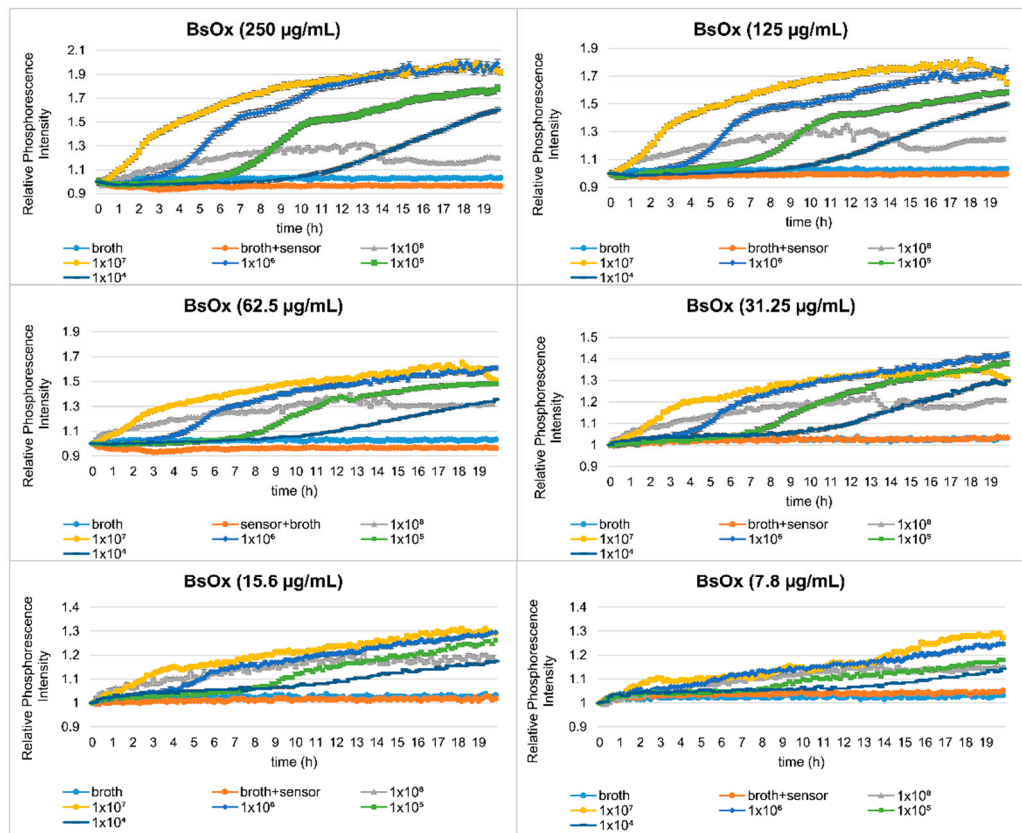 BsOx (250 µg/mL)
Relative Phosphorescence
Intensity
2.1
1.9
1.7
1.5
1.3
1.1
0.9
0 1 2 3 4 5 6 7 8 9 10 11 12 13 14 15 16 17 18 19
time (h)
broth broth+sensor 1x10⁸
1x10⁷ 1x10⁶ 1x10⁵
1x10⁴
BsOx (125 µg/mL)
Relative Phosphorescence
Intensity
1.9
1.7
1.5
1.3
1.1
0.9
0 1 2 3 4 5 6 7 8 9 10 11 12 13 14 15 16 17 18 19
time (h)
broth broth+sensor 1x10⁸
1x10⁷ 1x10⁶ 1x10⁵
1x10⁴
BsOx (62.5 µg/mL)
Relative Phosphorescence
Intensity
1.9
1.7
1.5
1.3
1.1
0.9
0 1 2 3 4 5 6 7 8 9 10 11 12 13 14 15 16 17 18 19
time (h)
broth sensor+broth 1x10⁸
1x10⁷ 1x10⁶ 1x10⁵
1x10⁴
BsOx (31.25 µg/mL)
Relative Phosphorescence
Intensity
1.5
1.4
1.3
1.2
1.1
1
0.9
0 1 2 3 4 5 6 7 8 9 10 11 12 13 14 15 16 17 18 19
time (h)
broth broth+sensor 1x10⁸
1x10⁷ 1x10⁶ 1x10⁵
1x10⁴
BsOx (15.6 µg/mL)
Relative Phosphorescence
Intensity
1.4
1.3
1.2
1.1
1
0.9
0 1 2 3 4 5 6 7 8 9 10 11 12 13 14 15 16 17 18 19
time (h)
broth broth+sensor 1x10⁸
1x10⁷ 1x10⁶ 1x10⁵
1x10⁴
BsOx (7.8 µg/mL)
Relative Phosphorescence
Intensity
1.4
1.3
1.2
1.1
1
0.9
0 1 2 3 4 5 6 7 8 9 10 11 12 13 14 15 16 17 18 19
time (h)
broth broth+sensor 1x10⁸
1x10⁷ 1x10⁶ 1x10⁵
1x10⁴